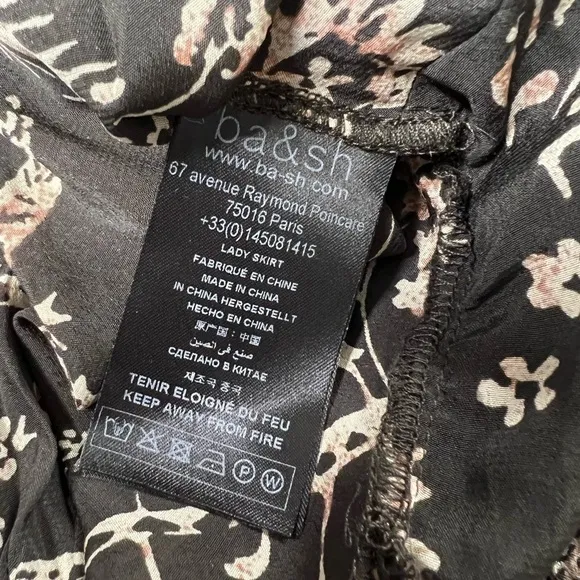 ba&sh
www.ba-sh.com
67 avenue Raymond Poincare
75016 Paris
+33(0)145081415
LADY SKIRT
FABRIQUÉ EN CHINE
MADE IN CHINA
IN CHINA HERGESTELLT
HECHO EN CHINA
原产国：中国
صنع في الصين
СДЕЛАНО В КИТАЕ
제조국 중국
TENIR ELOIGNÉ DU FEU
KEEP AWAY FROM FIRE
P W